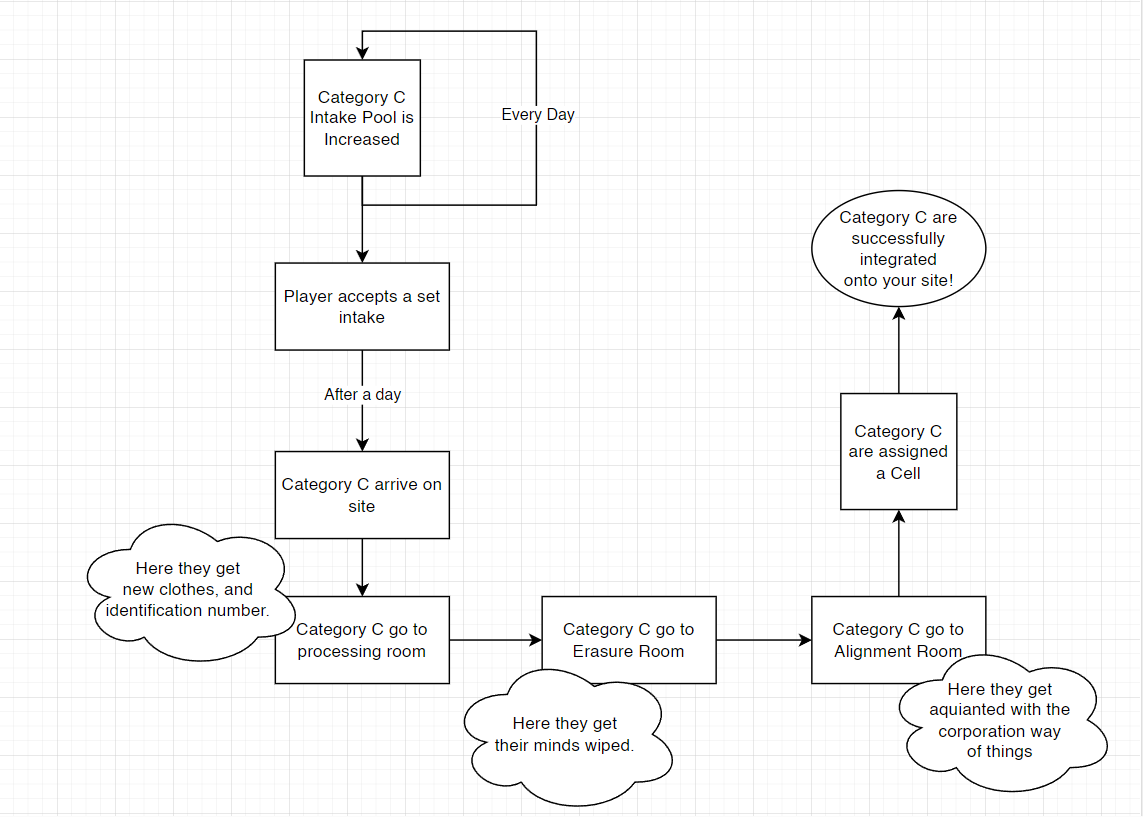 Category C
Intake Pool is
Increased
Every Day
Player accepts a set
intake
After a day
Category C arrive on
site
Here they get
new clothes, and
identification number.
Category C go to
processing room
Category C go to
Erasure Room
Here they get
their minds wiped.
Category C go to
Alignment Room
Here they get
aquianted with the
corporation way
of things
Category C
are assigned
a Cell
Category C are
successfully
integrated
onto your site!